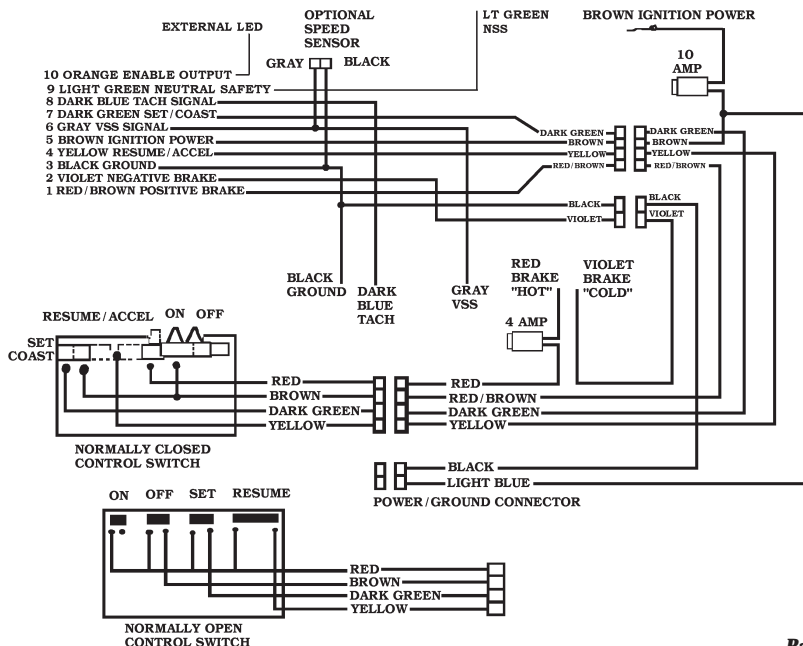 EXTERNAL LED
OPTIONAL
SPEED
SENSOR
LT GREEN
NSS
BROWN IGNITION POWER
GRAY
BLACK
10
AMP
10 ORANGE ENABLE OUTPUT
9 LIGHT GREEN NEUTRAL SAFETY
8 DARK BLUE TACH SIGNAL
7 DARK GREEN SET/COAST
6 GRAY VSS SIGNAL
5 BROWN IGNITION POWER
4 YELLOW RESUME/ACCEL
3 BLACK GROUND
2 VIOLET NEGATIVE BRAKE
1 RED/BROWN POSITIVE BRAKE
DARK GREEN
BROWN
YELLOW
RED/BROWN
DARK GREEN
BROWN
YELLOW
RED/BROWN
BLACK
VIOLET
BLACK
VIOLET
BLACK
GROUND
DARK
BLUE
TACH
GRAY
VSS
RED
BRAKE
"HOT"
VIOLET
BRAKE
"COLD"
4 AMP
RESUME/ACCEL
ON
OFF
SET
COAST
RED
BROWN
DARK GREEN
YELLOW
RED
RED/BROWN
DARK GREEN
YELLOW
NORMALLY CLOSED
CONTROL SWITCH
BLACK
LIGHT BLUE
POWER/GROUND CONNECTOR
ON
OFF
SET
RESUME
RED
BROWN
DARK GREEN
YELLOW
NORMALLY OPEN
CONTROL SWITCH